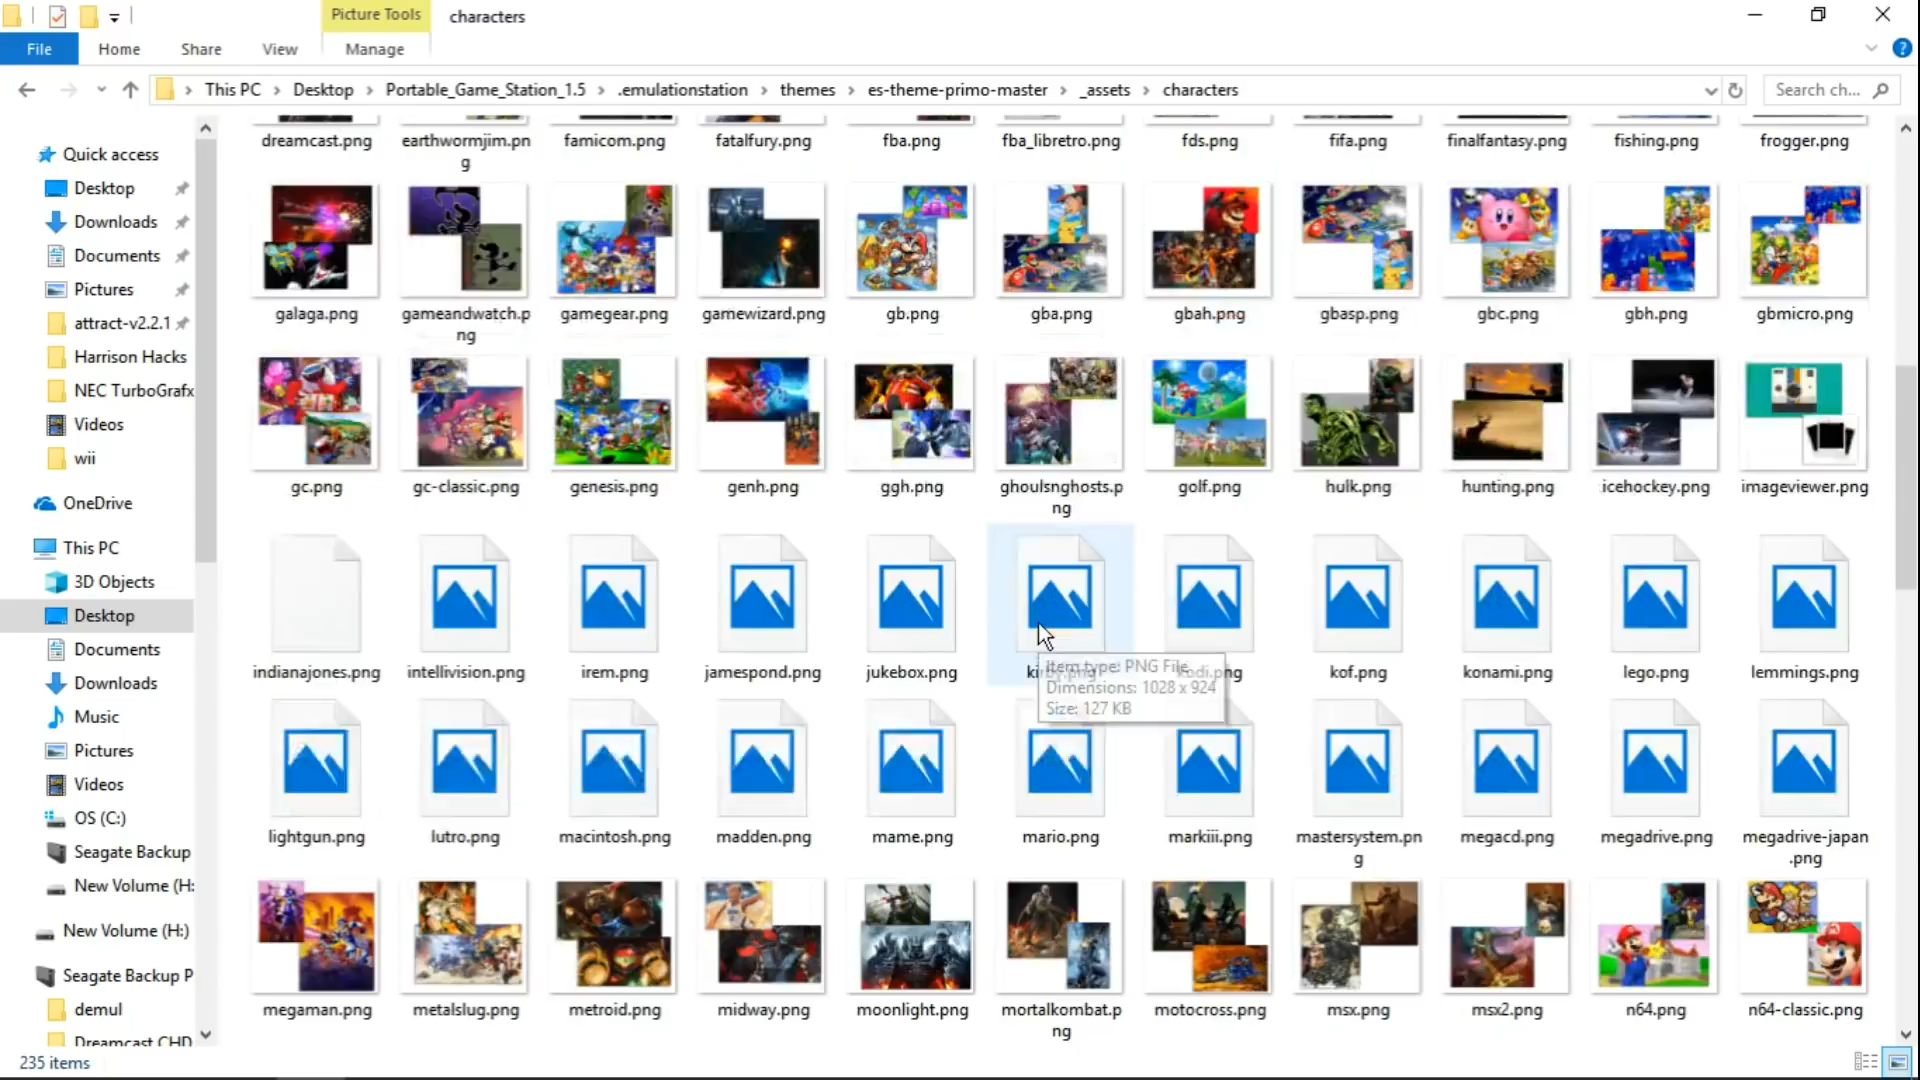 Picture Tools
characters
File
Home
Share
View
Manage
This PC
Desktop
Portable_Game_Station_1.5
.emulationstation
themes
es-theme-primo-master
_assets
characters
Search ch...
Quick access
Desktop
Downloads
Documents
Pictures
attract-v2.2.1
Harrison Hacks
NEC TurboGrafx
Videos
wii
OneDrive
This PC
3D Objects
Desktop
Documents
Downloads
Music
Pictures
Videos
OS (C:)
Seagate Backup
New Volume (H:
New Volume (H:)
Seagate Backup P
demul
Dreamcast CHD
dreamcast.png
earthwormjim.pn
g
famicom.png
fatalfury.png
fba.png
fba_libretro.png
fds.png
fifa.png
finalfantasy.png
fishing.png
frogger.png
galaga.png
gameandwatch.p
ng
gamegear.png
gamewizard.png
gb.png
gba.png
gbah.png
gbasp.png
gbc.png
gbh.png
gbmicro.png
gc.png
gc-classic.png
genesis.png
genh.png
ggh.png
ghoulsnghosts.p
ng
golf.png
hulk.png
hunting.png
icehockey.png
imageviewer.png
indianajones.png
intellivision.png
irem.png
jamespond.png
jukebox.png
kirby.png
kodi.png
kof.png
konami.png
lego.png
lemmings.png
Item type: PNG File
Dimensions: 1028 x 924
Size: 127 KB
lightgun.png
lutro.png
macintosh.png
madden.png
mame.png
mario.png
markiii.png
mastersystem.pn
g
megacd.png
megadrive.png
megadrive-japan
.png
megaman.png
metalslug.png
metroid.png
midway.png
moonlight.png
mortalkombat.p
ng
motocross.png
msx.png
msx2.png
n64.png
n64-classic.png
235 items